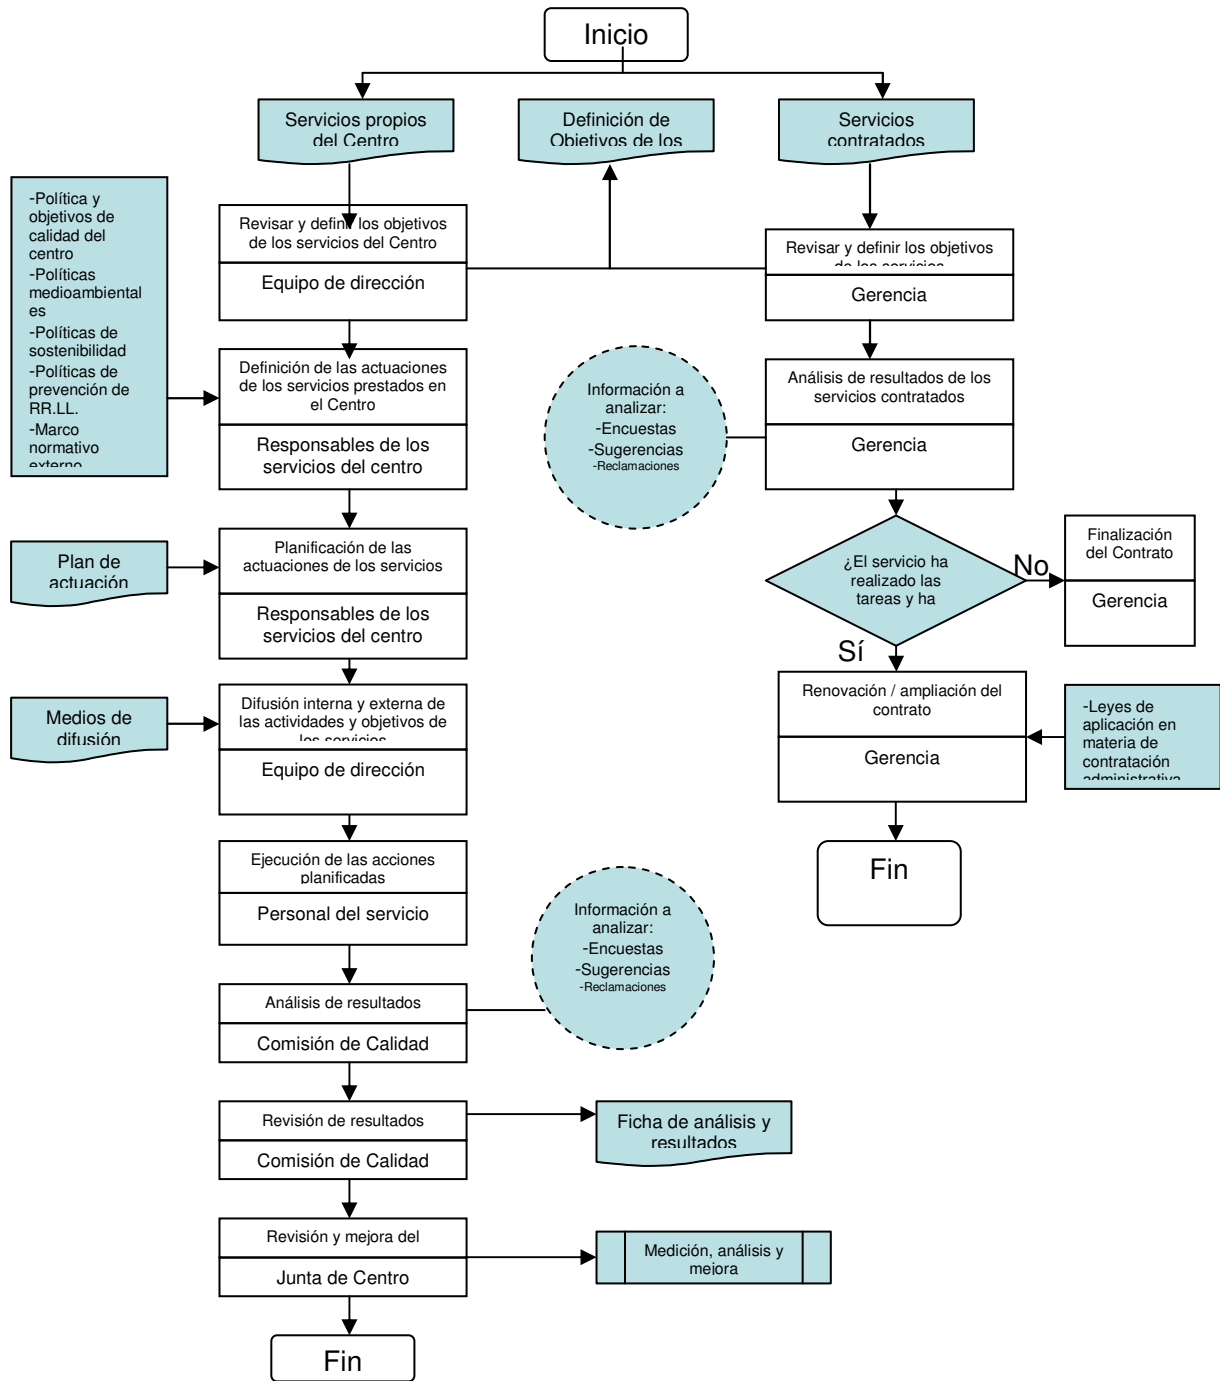 Inicio
Servicios propios
del Centro
Definición de
Objetivos de los
Servicios
contratados
-Política y
objetivos de
calidad del
centro
-Políticas
medioambiental
es
-Políticas de
sostenibilidad
-Políticas de
prevención de
RR.LL.
-Marco
normativo
externo
Revisar y definir los objetivos
de los servicios del Centro
Equipo de dirección
Revisar y definir los objetivos
de los servicios
Gerencia
Definición de las actuaciones
de los servicios prestados en
el Centro
Responsables de los
servicios del centro
Información a
analizar:
-Encuestas
-Sugerencias
-Reclamaciones
Análisis de resultados de los
servicios contratados
Gerencia
Plan de
actuación
Planificación de las
actuaciones de los servicios
Responsables de los
servicios del centro
¿El servicio ha
realizado las
tareas y ha
No
Finalización
del Contrato
Gerencia
Sí
Medios de
difusión
Difusión interna y externa de
las actividades y objetivos de
los servicios
Equipo de dirección
Renovación / ampliación del
contrato
Gerencia
-Leyes de
aplicación en
materia de
contratación
administrativa
Fin
Ejecución de las acciones
planificadas
Personal del servicio
Información a
analizar:
-Encuestas
-Sugerencias
-Reclamaciones
Análisis de resultados
Comisión de Calidad
Revisión de resultados
Comisión de Calidad
Ficha de análisis y
resultados
Revisión y mejora del
Junta de Centro
Medición, análisis y
mejora
Fin